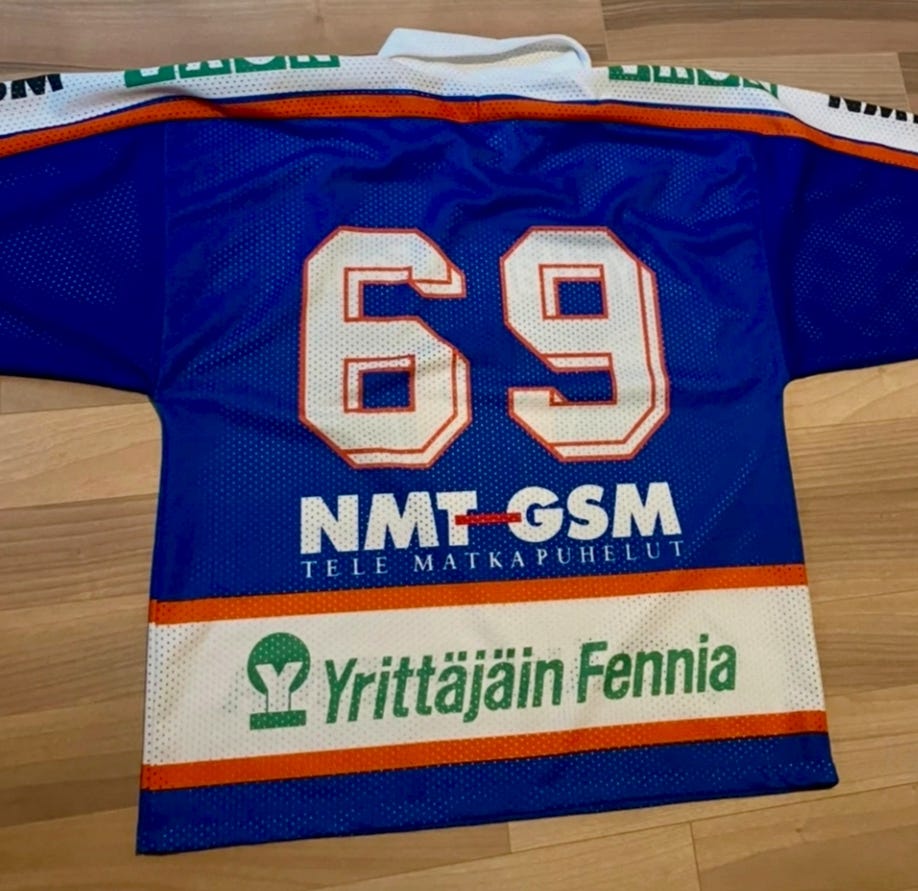 69
NMT-GSM
TELE MATKAPUHELUT
Yrittäjäin Fennia